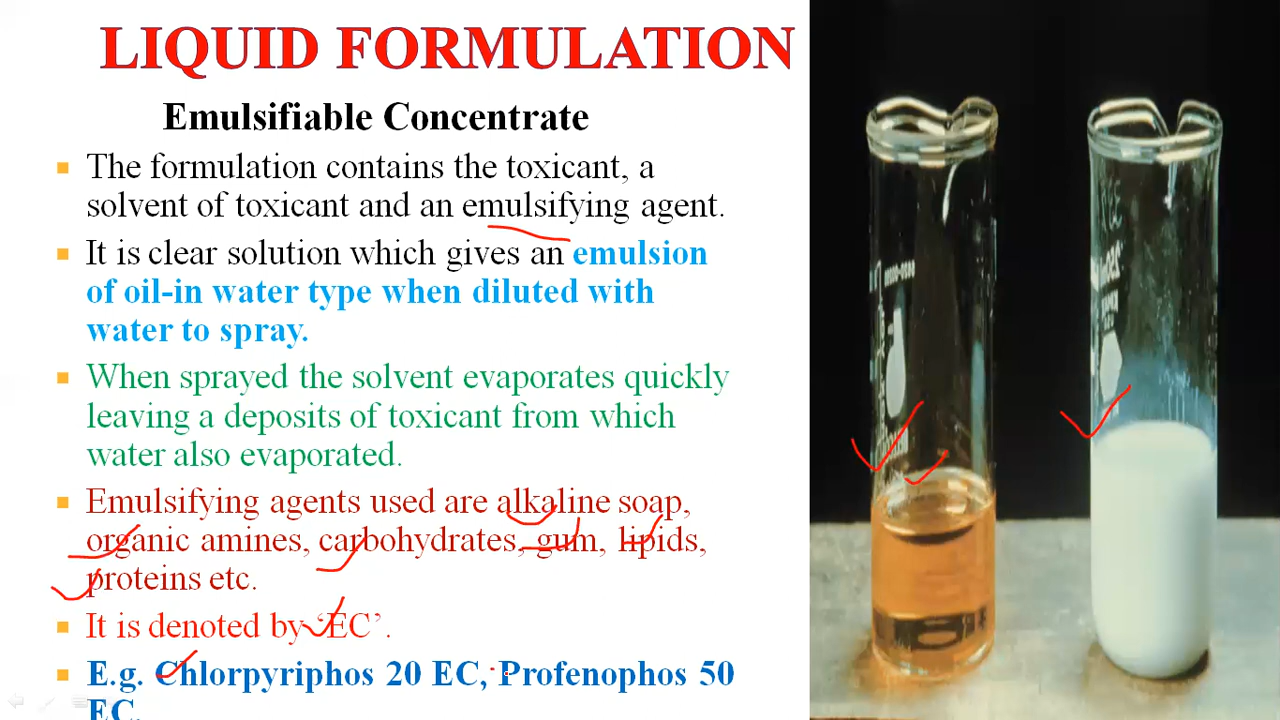 LIQUID FORMULATION
Emulsifiable Concentrate
The formulation contains the toxicant, a
solvent of toxicant and an emulsifying agent.
It is clear solution which gives an emulsion
of oil-in water type when diluted with
water to spray.
When sprayed the solvent evaporates quickly
leaving a deposits of toxicant from which
water also evaporated.
Emulsifying agents used are alkaline soap,
organic amines, carbohydrates, gum, lipids,
proteins etc.
It is denoted by ‘EC’.
E.g. Chlorpyriphos 20 EC, Profenophos 50
EC.